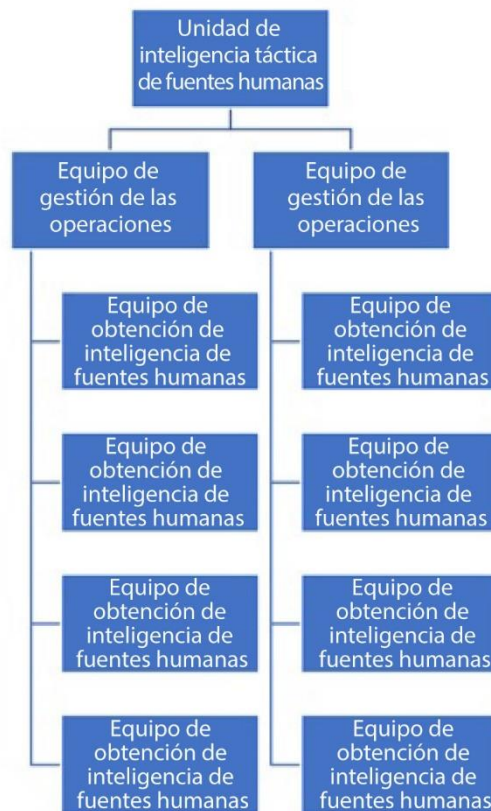 Unidad de
inteligencia táctica
de fuentes humanas
Equipo de
gestión de las
operaciones
Equipo de
gestión de las
operaciones
Equipo de
obtención de
inteligencia de
fuentes humanas
Equipo de
obtención de
inteligencia de
fuentes humanas
Equipo de
obtención de
inteligencia de
fuentes humanas
Equipo de
obtención de
inteligencia de
fuentes humanas
Equipo de
obtención de
inteligencia de
fuentes humanas
Equipo de
obtención de
inteligencia de
fuentes humanas
Equipo de
obtención de
inteligencia de
fuentes humanas
Equipo de
obtención de
inteligencia de
fuentes humanas